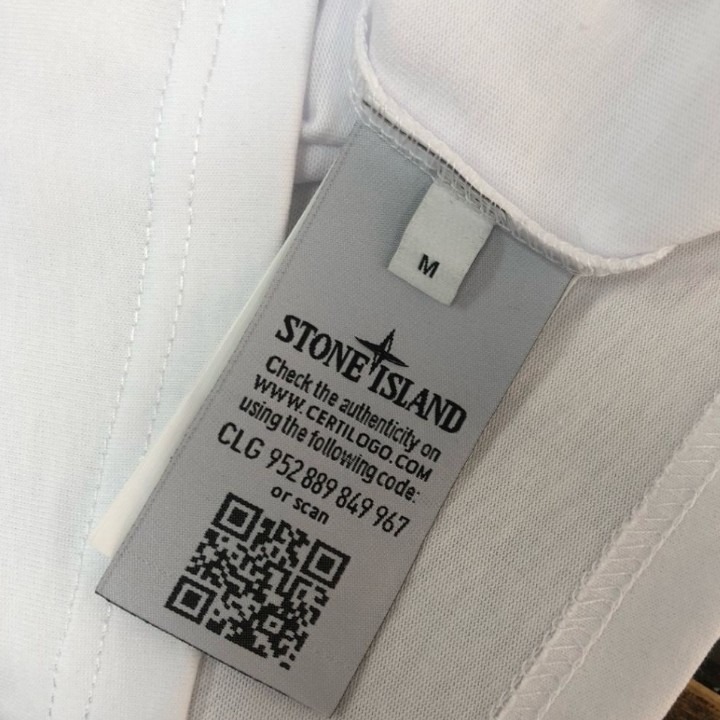 M
STONE ISLAND
Check the authenticity on
WWW.CERTILOGO.COM
using the following code:
CLG 952 889 849 967
or scan